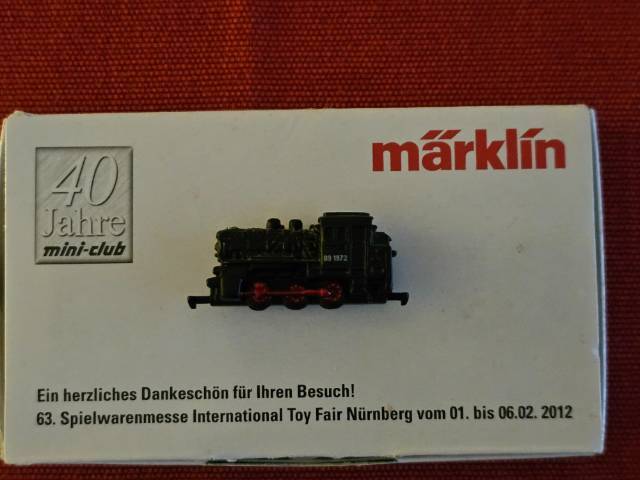 märklín
40
Jahre
mini-club
89 1972
Ein herzliches Dankeschön für Ihren Besuch!
63. Spielwarenmesse International Toy Fair Nürnberg vom 01. bis 06.02. 2012